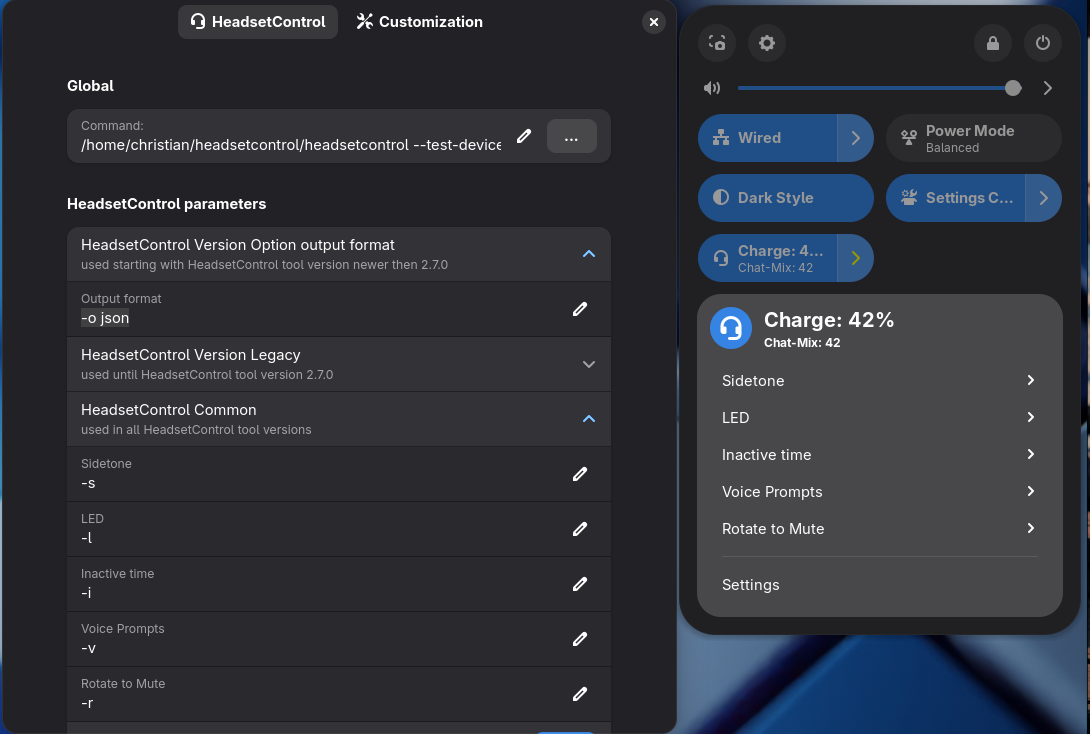 HeadsetControl
Customization
Global
Command:
/home/christian/headsetcontrol/headsetcontrol --test-device
...
HeadsetControl parameters
HeadsetControl Version Option output format
used starting with HeadsetControl tool version newer then 2.7.0
Output format
-o json
HeadsetControl Version Legacy
used until HeadsetControl tool version 2.7.0
HeadsetControl Common
used in all HeadsetControl tool versions
Sidetone
-s
LED
-l
Inactive time
-i
Voice Prompts
-v
Rotate to Mute
-r
Wired
Power Mode
Balanced
Dark Style
Settings C...
Charge: 4...
Chat-Mix: 42
Charge: 42%
Chat-Mix: 42
Sidetone
LED
Inactive time
Voice Prompts
Rotate to Mute
Settings